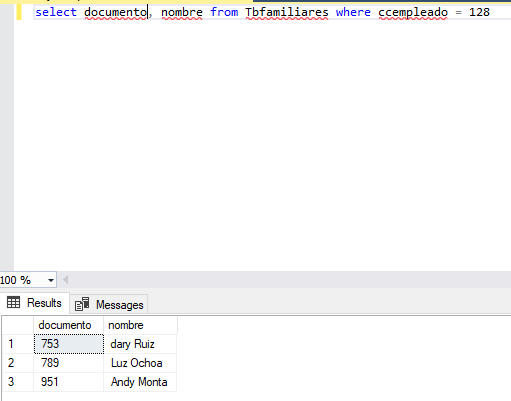 select documento, nombre from Tbfamiliares where ccempleado = 128
100 %
Results Messages
documento nombre
1 753 dary Ruiz
2 789 Luz Ochoa
3 951 Andy Monta